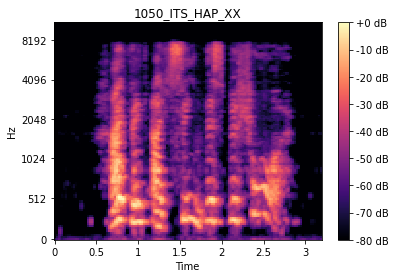 1050_ITS_HAP_XX
+0 dB
8192
-10 dB
4096
-20 dB
-30 dB
2048
Hz
-40 dB
1024
-50 dB
512
-60 dB
-70 dB
0
-80 dB
0 0.5 1 1.5 2 2.5 3
Time